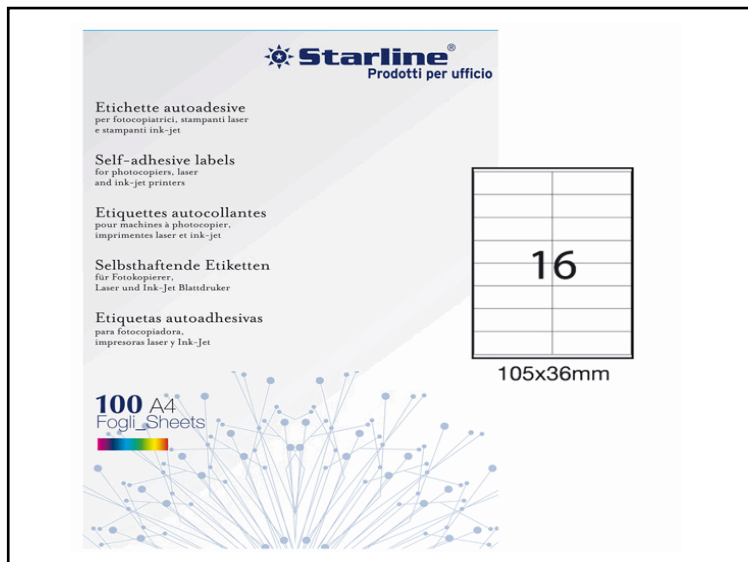 Starline®
Prodotti per ufficio
Etichette autoadesive
per fotocopiatrici, stampanti laser
e stampanti ink-jet
Self-adhesive labels
for photocopiers, laser
and ink-jet printers
Etiquettes autocollantes
pour machines à photocopier,
imprimentes laser et ink-jet
Selbsthaftende Etiketten
für Fotokopierer,
Laser und Ink-Jet Blattdruker
Etiquetas autoadhesivas
para fotocopiadora,
impresoras laser y Ink-Jet
100 A4
Fogli_Sheets
16
105x36mm